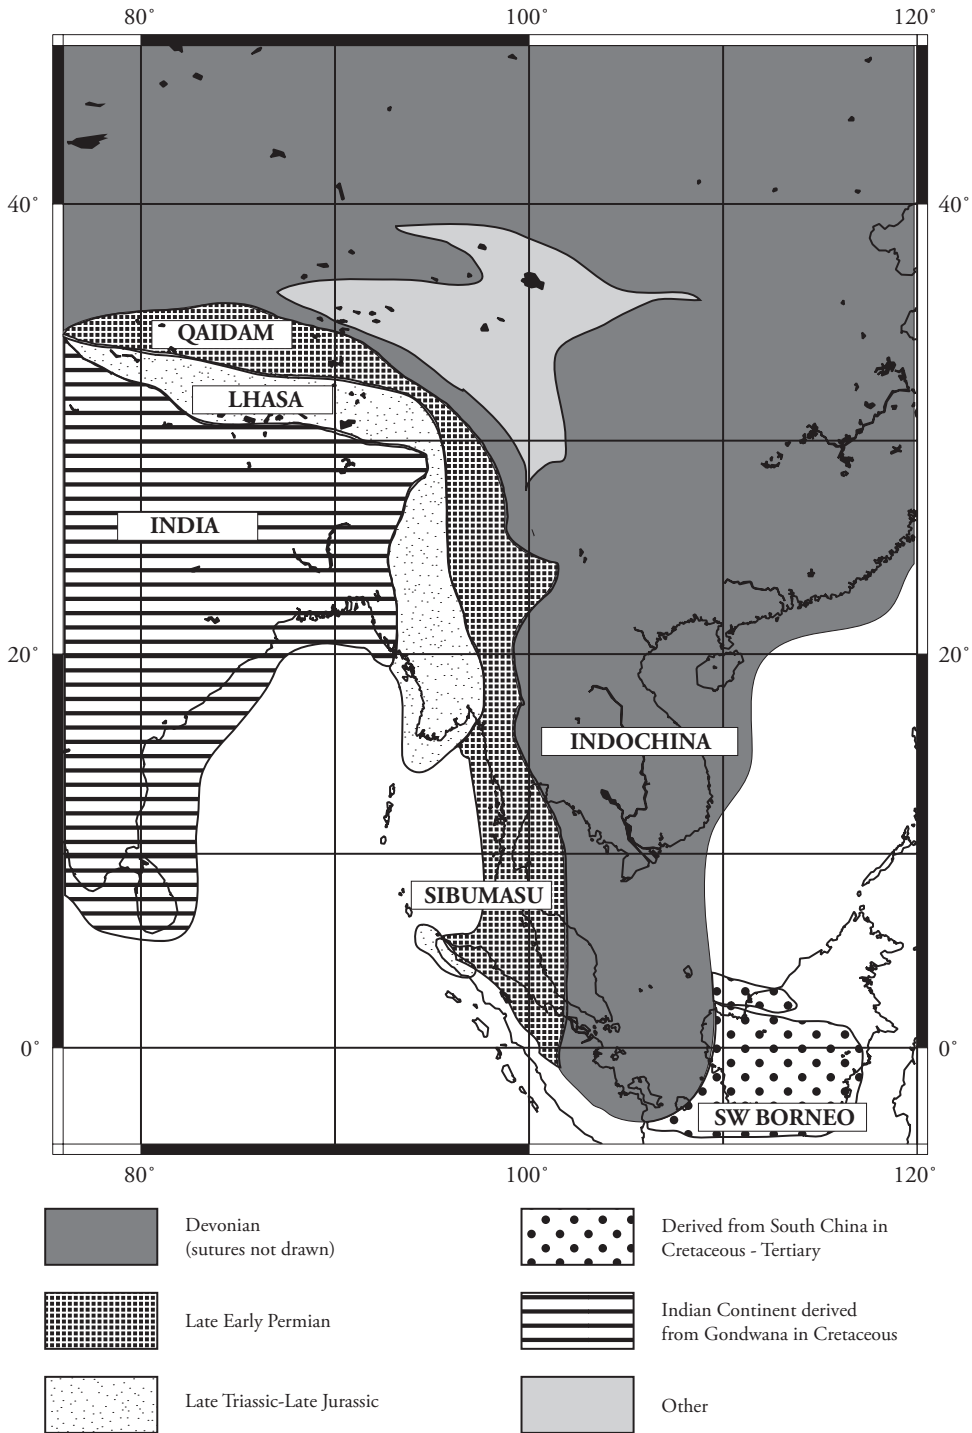 80˚ 100˚ 120˚
40˚ 40˚
QAIDAM
LHASA
INDIA
20˚ 20˚
INDOCHINA
SIBUMASU
0˚ 0˚
SW BORNEO
80˚ 100˚ 120˚
Devonian
(sutures not drawn)
Late Early Permian
Late Triassic-Late Jurassic
Derived from South China in
Cretaceous - Tertiary
Indian Continent derived
from Gondwana in Cretaceous
Other